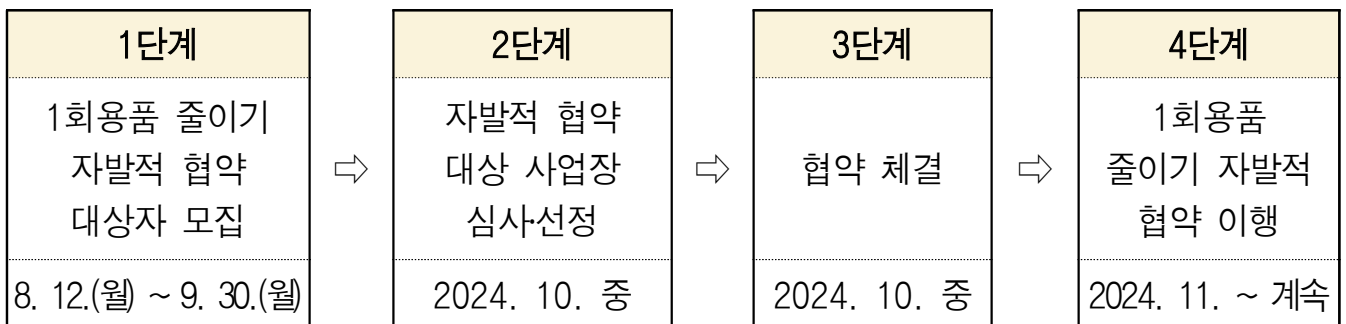 1단계
1회용품 줄이기
자발적 협약
대상자 모집
8. 12.(월) ~ 9. 30.(월)
⇨
2단계
자발적 협약
대상 사업장
심사·선정
2024. 10. 중
⇨
3단계
협약 체결
2024. 10. 중
⇨
4단계
1회용품
줄이기 자발적
협약 이행
2024. 11. ~ 계속